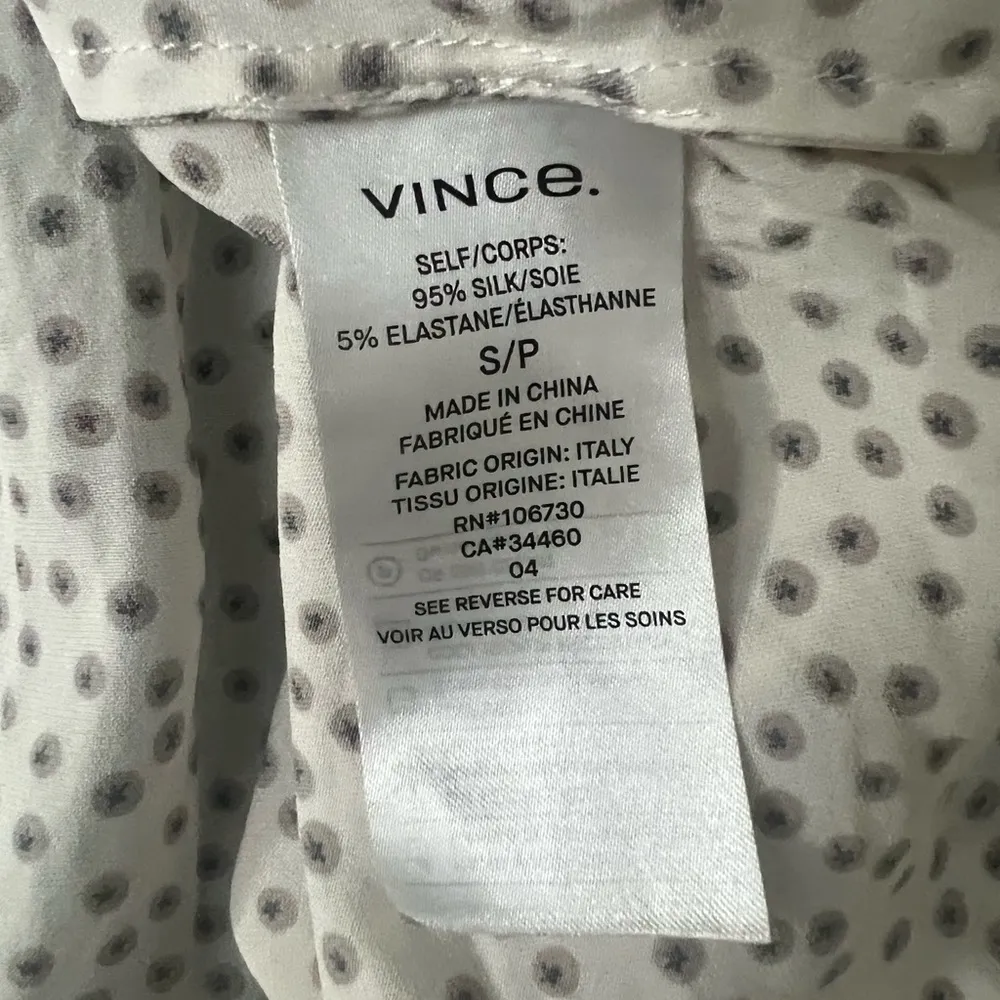 VINCe.
SELF/CORPS:
95% SILK/SOIE
5% ELASTANE/ÉLASTHANNE
S/P
MADE IN CHINA
FABRIQUÉ EN CHINE
FABRIC ORIGIN: ITALY
TISSU ORIGINE: ITALIE
RN#106730
CA#34460
04
SEE REVERSE FOR CARE
VOIR AU VERSO POUR LES SOINS